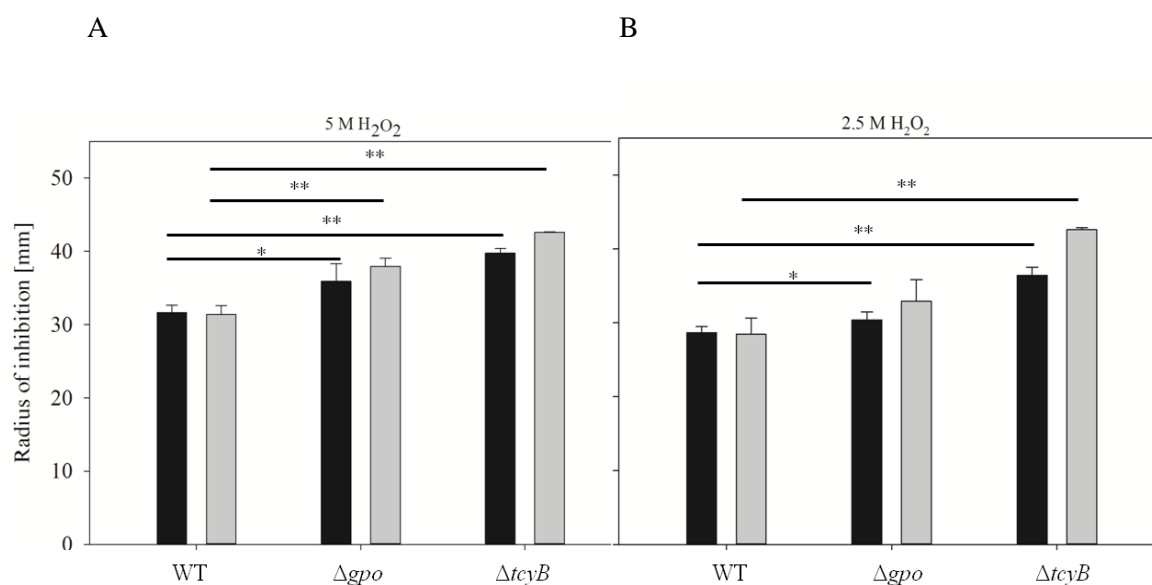 A
B
5 M H₂O₂
2.5 M H₂O₂
Radius of inhibition [mm]
50
40
30
20
10
0
**
**
**
*
**
**
*
WT
Δgpo
ΔtcyB
WT
Δgpo
ΔtcyB